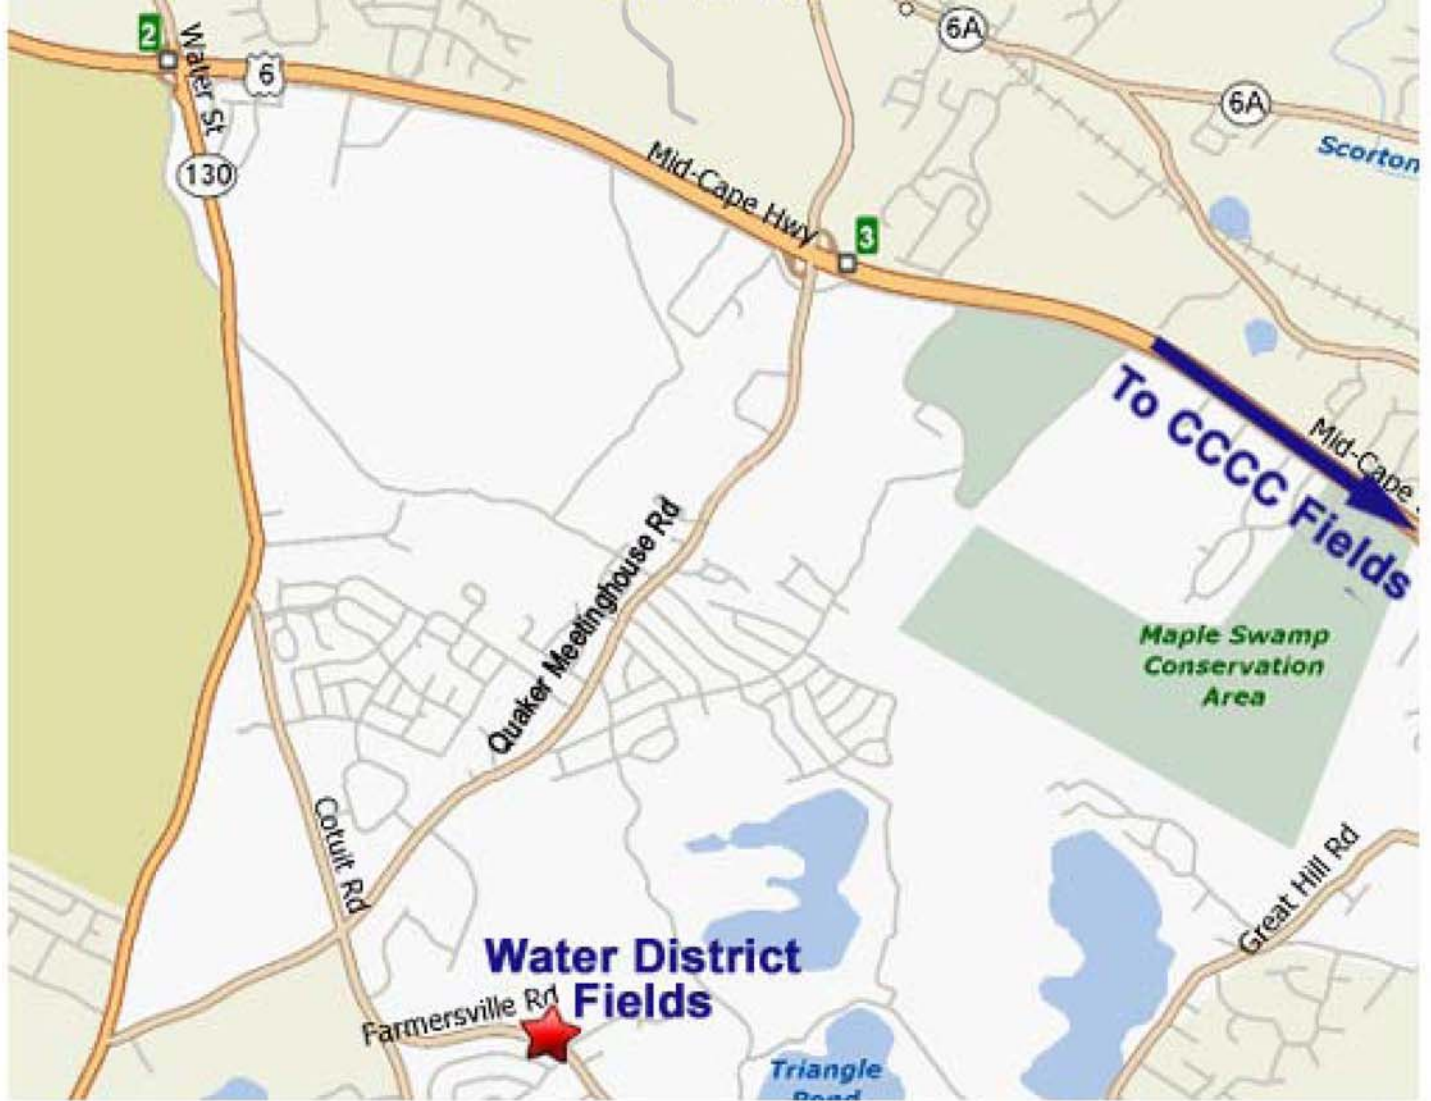 2
Water St
6
130
6A
6A
Scorton
Mid-Cape Hwy
3
To CCCC Fields
Mid-Cape
Quaker Meetinghouse Rd
Maple Swamp
Conservation
Area
Cotuit Rd
Great Hill Rd
Water District
Fields
Farmersville Rd
Triangle
Pond